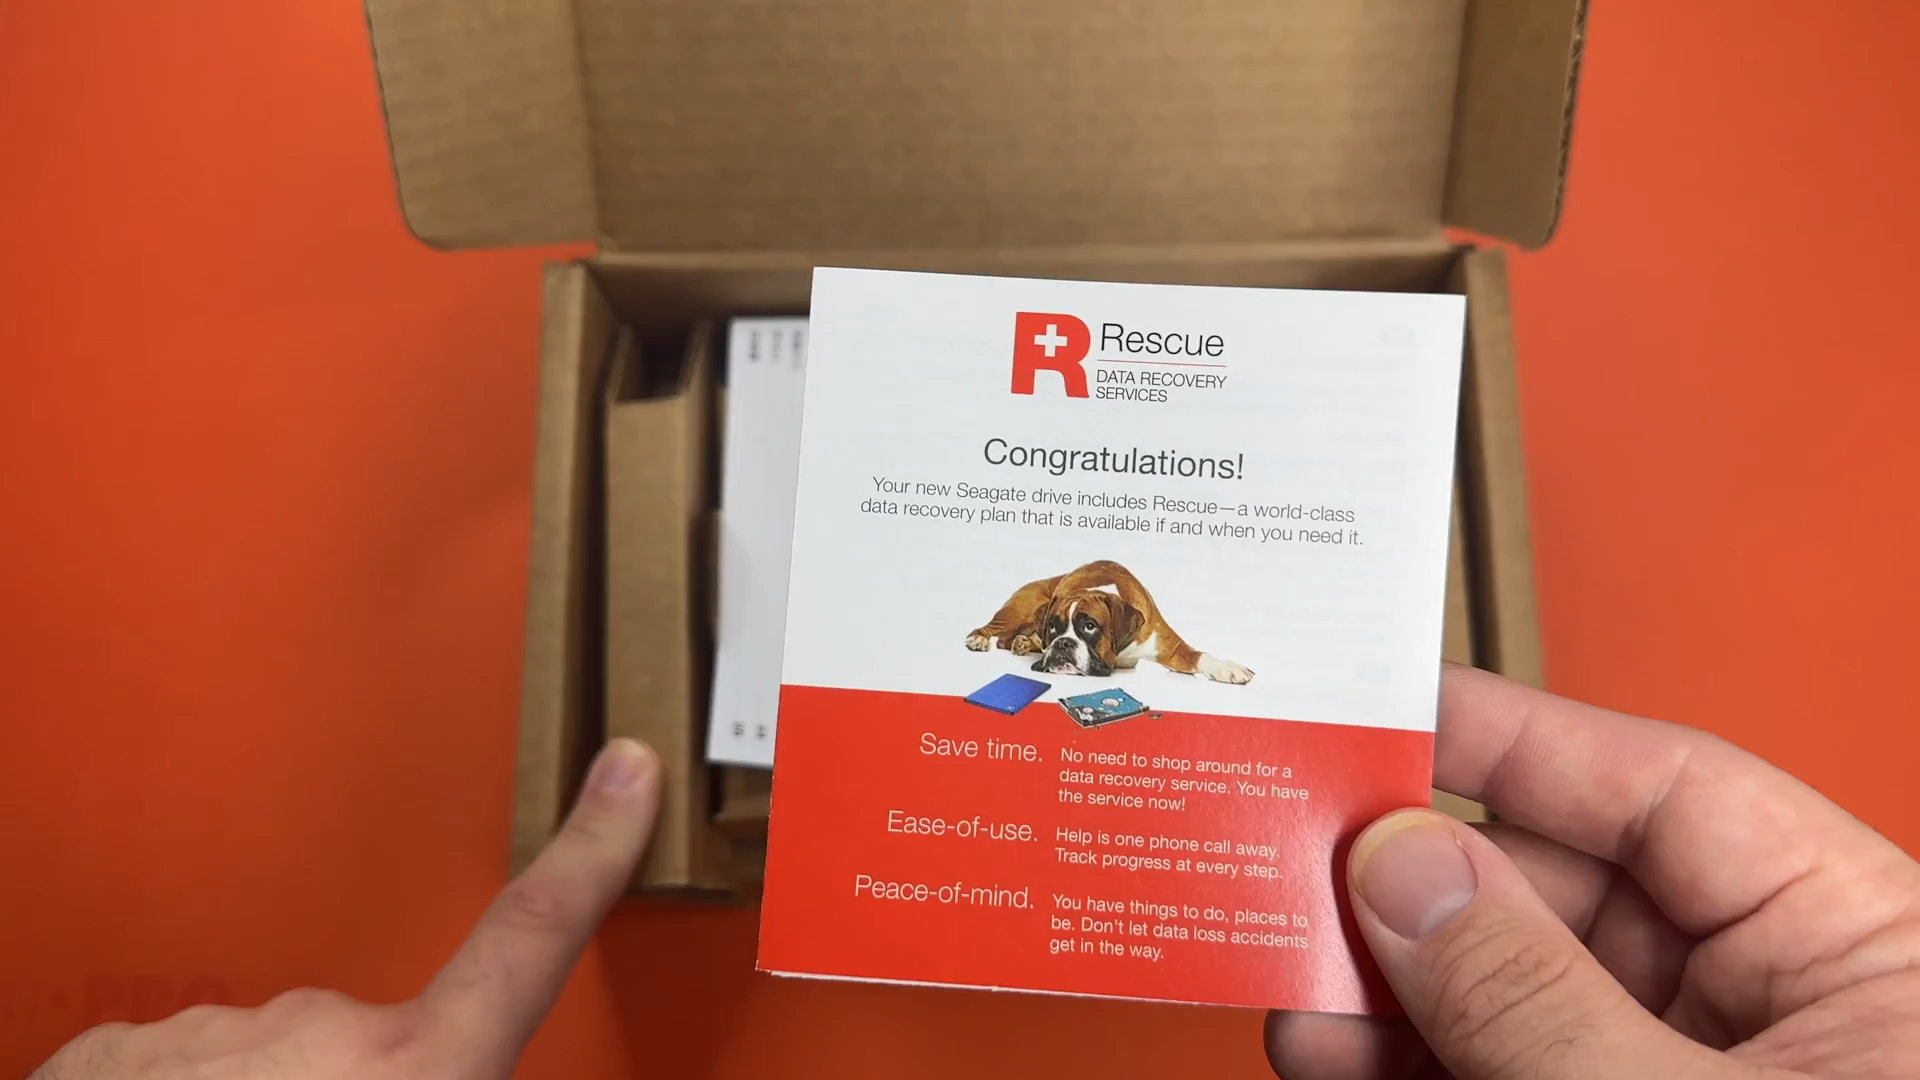 Rescue
DATA RECOVERY
SERVICES
Congratulations!
Your new Seagate drive includes Rescue—a world-class
data recovery plan that is available if and when you need it.
Save time.
No need to shop around for a
data recovery service. You have
the service now!
Ease-of-use.
Help is one phone call away.
Track progress at every step.
Peace-of-mind.
You have things to do, places to
be. Don't let data loss accidents
get in the way.